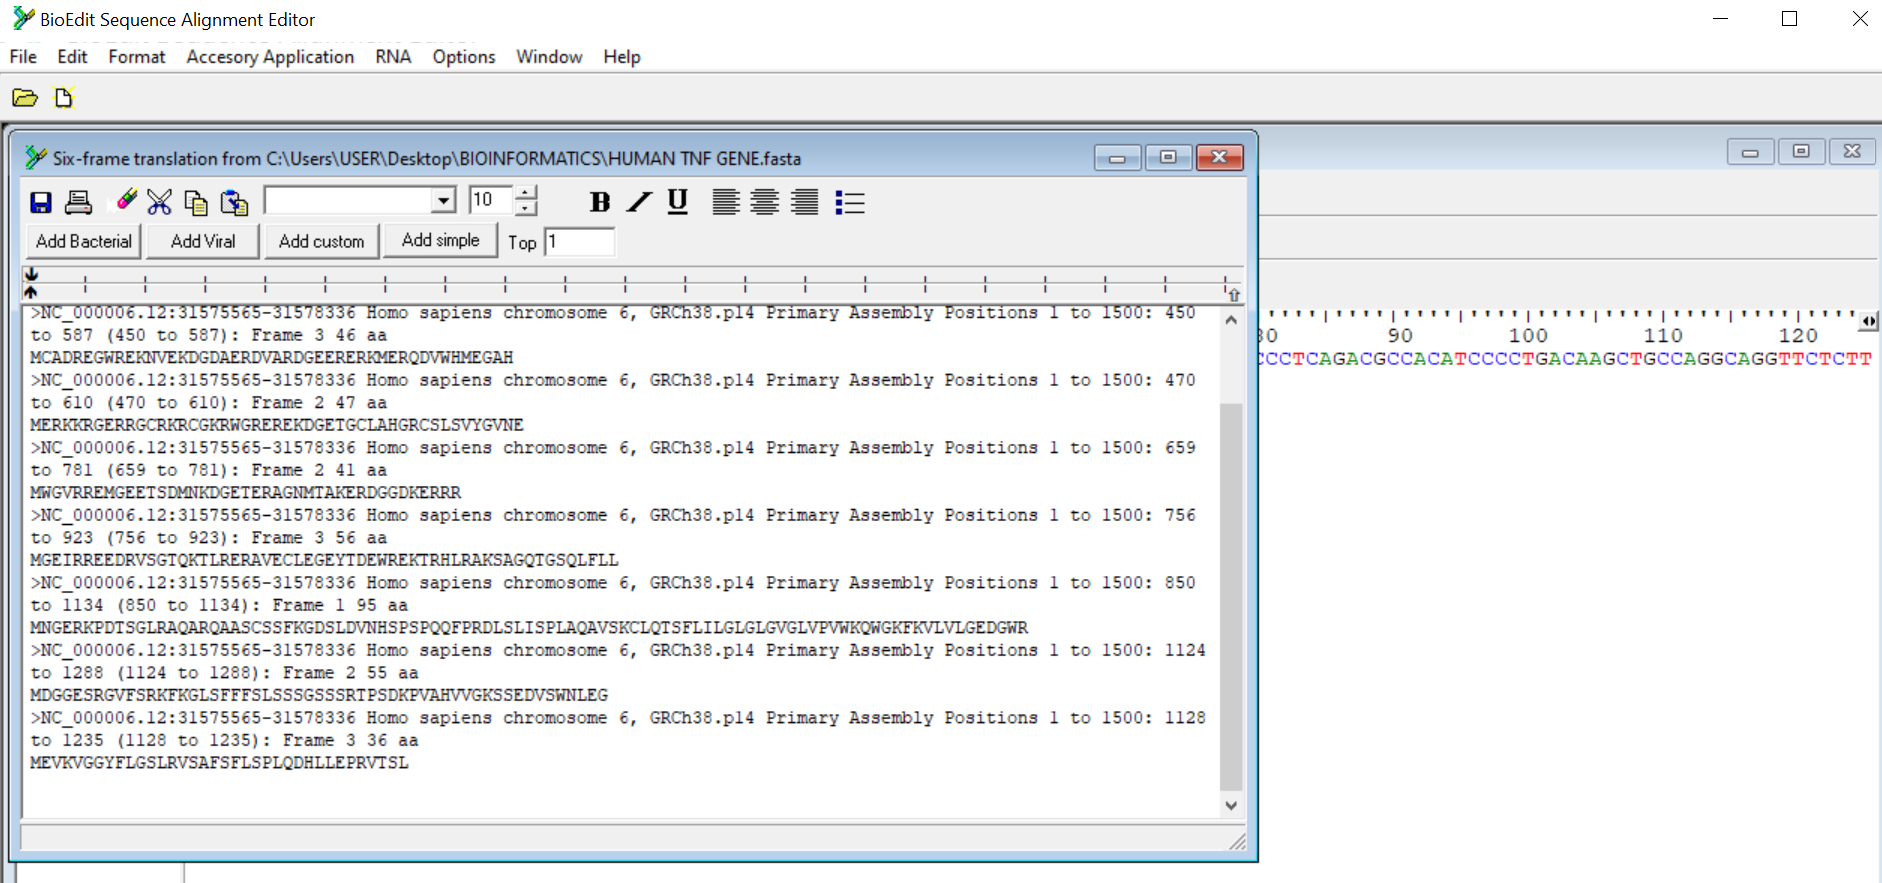 BioEdit Sequence Alignment Editor
File Edit Format Accesory Application RNA Options Window Help
Six-frame translation from C:\Users\USER\Desktop\BIOINFORMATICS\HUMAN TNF GENE.fasta
10 B I U
Add Bacterial Add Viral Add custom Add simple Top 1
>NC_000006.12:31575565-31578336 Homo sapiens chromosome 6, GRCh38.p14 Primary Assembly Positions 1 to 1500: 450
to 587 (450 to 587): Frame 3 46 aa
MCADREGWREKNVEKDGDAERDVARDGEERERKMERQDVWHMEGAH
>NC_000006.12:31575565-31578336 Homo sapiens chromosome 6, GRCh38.p14 Primary Assembly Positions 1 to 1500: 470
to 610 (470 to 610): Frame 2 47 aa
MERKKRGERRGCRKRCGKRWGREREKDGETGCLAHGRCSLSVYGVNE
>NC_000006.12:31575565-31578336 Homo sapiens chromosome 6, GRCh38.p14 Primary Assembly Positions 1 to 1500: 659
to 781 (659 to 781): Frame 2 41 aa
MWGVRREMGEETSDMNKDGETERAGNMTAKERDGGDKERRR
>NC_000006.12:31575565-31578336 Homo sapiens chromosome 6, GRCh38.p14 Primary Assembly Positions 1 to 1500: 756
to 923 (756 to 923): Frame 3 56 aa
MGEIRREEDRVSGTQKTLRERAVECLEGEYTDEWREKTRHLRAKSAGQTGSQLFLL
>NC_000006.12:31575565-31578336 Homo sapiens chromosome 6, GRCh38.p14 Primary Assembly Positions 1 to 1500: 850
to 1134 (850 to 1134): Frame 1 95 aa
MNGERKPDTSGLRAQARQAASCSSFKGDSLDVNHSPSPQQFPRDLSLISPLAQAVSKCLQTSFLILGLGLGVGLVPVWKQWGKFKVLVLGEDGWR
>NC_000006.12:31575565-31578336 Homo sapiens chromosome 6, GRCh38.p14 Primary Assembly Positions 1 to 1500: 1124
to 1288 (1124 to 1288): Frame 2 55 aa
MDGGESRGVFSRKFKGLSFFFSLSSSGSSSRTPSDKPVAHVVGKSSEDVSWNLEG
>NC_000006.12:31575565-31578336 Homo sapiens chromosome 6, GRCh38.p14 Primary Assembly Positions 1 to 1500: 1128
to 1235 (1128 to 1235): Frame 3 36 aa
MEVKVGGYFLGSLRVSAFSFLSPLQDHLLEPRVTSL
90 100 110 120
CCTCAGACGCCACATCCCCTGACAAGCTGCCAGGCAGGTTCTCTT